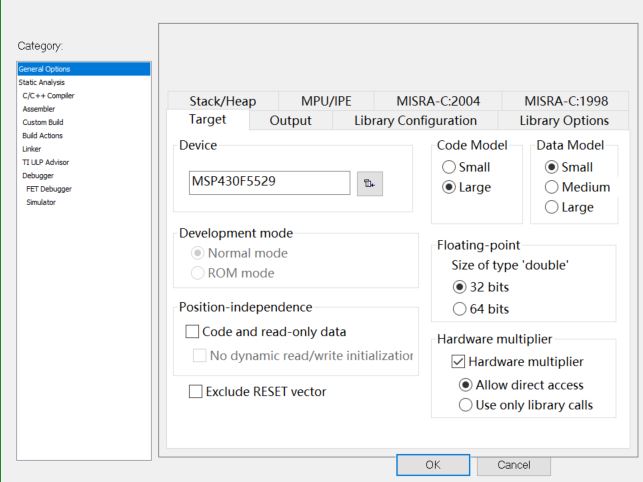 Category:
General Options
Static Analysis
C/C++ Compiler
Assembler
Custom Build
Build Actions
Linker
TI ULP Advisor
Debugger
FET Debugger
Simulator
Stack/Heap MPU/IPE MISRA-C:2004 MISRA-C:1998
Target Output Library Configuration Library Options
Device
MSP430F5529
Code Model
Small
Large
Data Model
Small
Medium
Large
Development mode
Normal mode
ROM mode
Floating-point
Size of type 'double'
32 bits
64 bits
Position-independence
Code and read-only data
No dynamic read/write initialization
Exclude RESET vector
Hardware multiplier
Hardware multiplier
Allow direct access
Use only library calls
OK Cancel